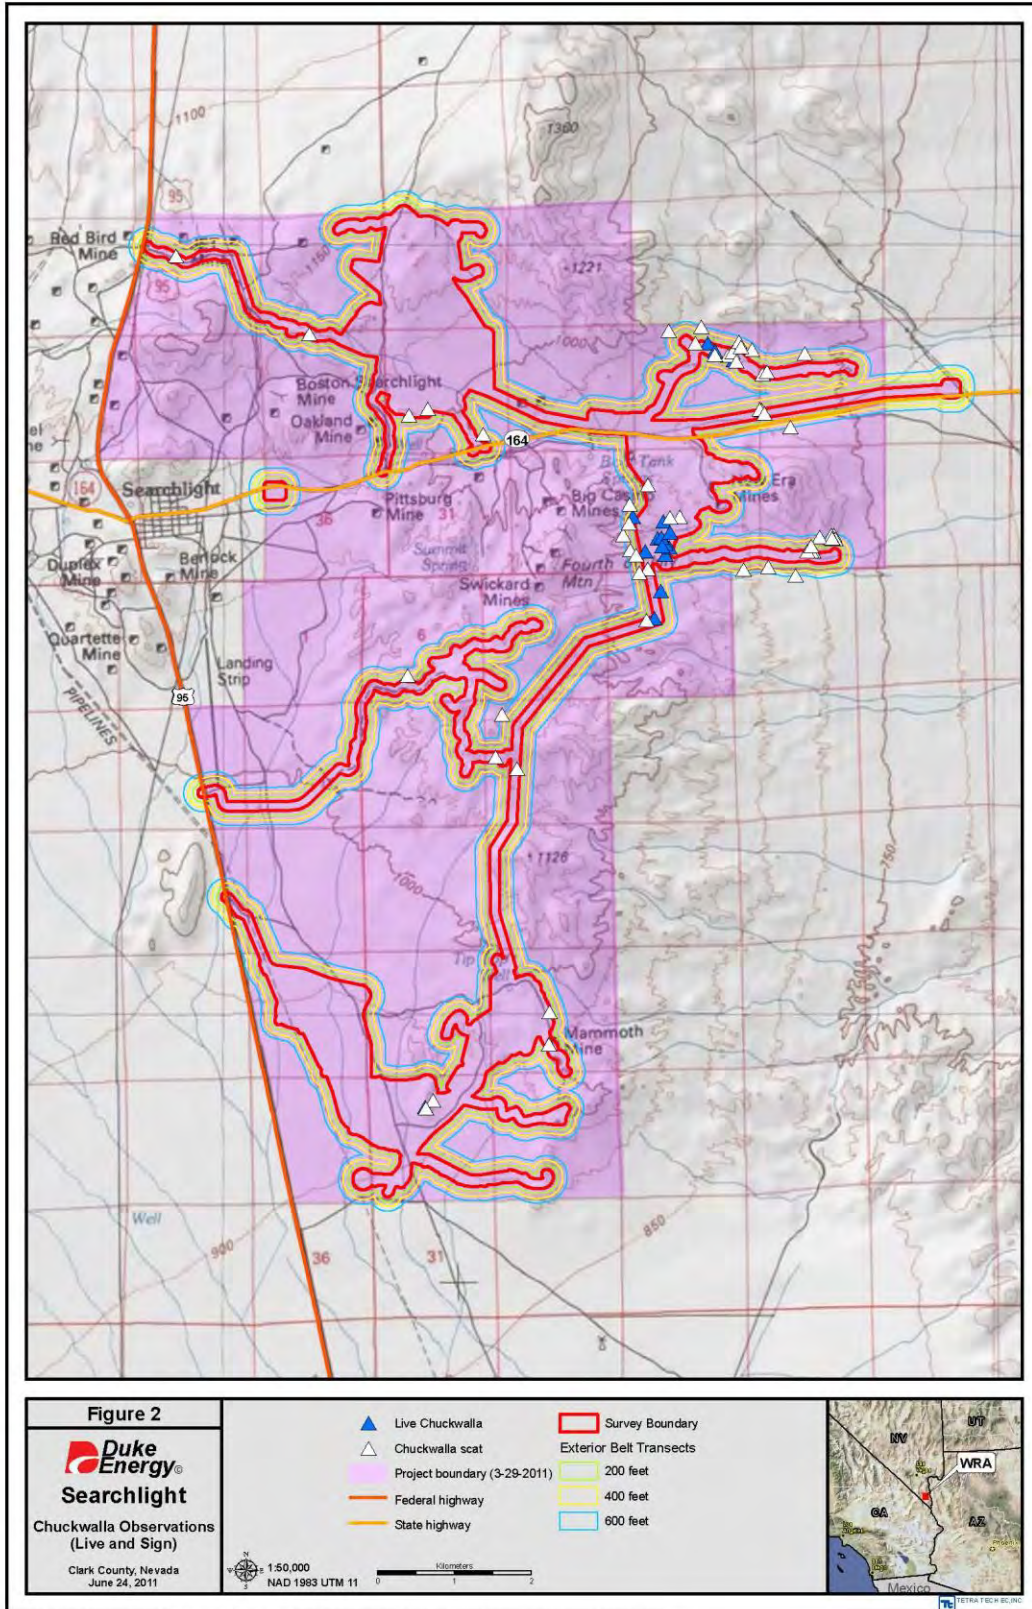 1100
1380
95
Red Bird
Mine
Mine
95
1150
1221
1000
Boston Searchlight
Mine
Oakland
Mine
164
164
Searchlight
Tank
Era
Mines
Big Casino
Mines
Pittsburg
Mine
36
31
Summit
Spring
Duplex
Mine
Berlock
Mine
Fourth
Mtn
Swickard
Mines
Quartette
Mine
6
Landing
Strip
95
PIPELINES
750
1126
1000
Tip
Mammoth
Mine
Well
900
850
36
31
Figure 2
Duke
Energy©
Searchlight
Chuckwalla Observations
(Live and Sign)
Clark County, Nevada
June 24, 2011
Live Chuckwalla
Chuckwalla scat
Project boundary (3-29-2011)
Federal highway
State highway
Survey Boundary
Exterior Belt Transects
200 feet
400 feet
600 feet
N
E
S
1:50,000
NAD 1983 UTM 11
Kilometers
0 1 2
NV
UT
WRA
CA
AZ
Mexico
TETRA TECH EC, INC